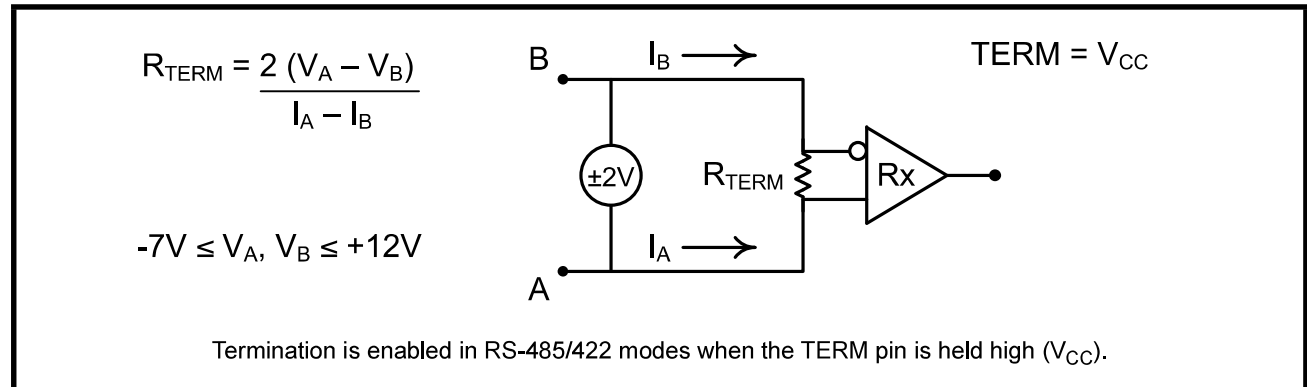 R_TERM = 2 (V_A – V_B)
I_A – I_B
-7V ≤ V_A, V_B ≤ +12V
B
I_B
TERM = V_CC
±2V
R_TERM
Rx
I_A
A
Termination is enabled in RS-485/422 modes when the TERM pin is held high (V_CC).